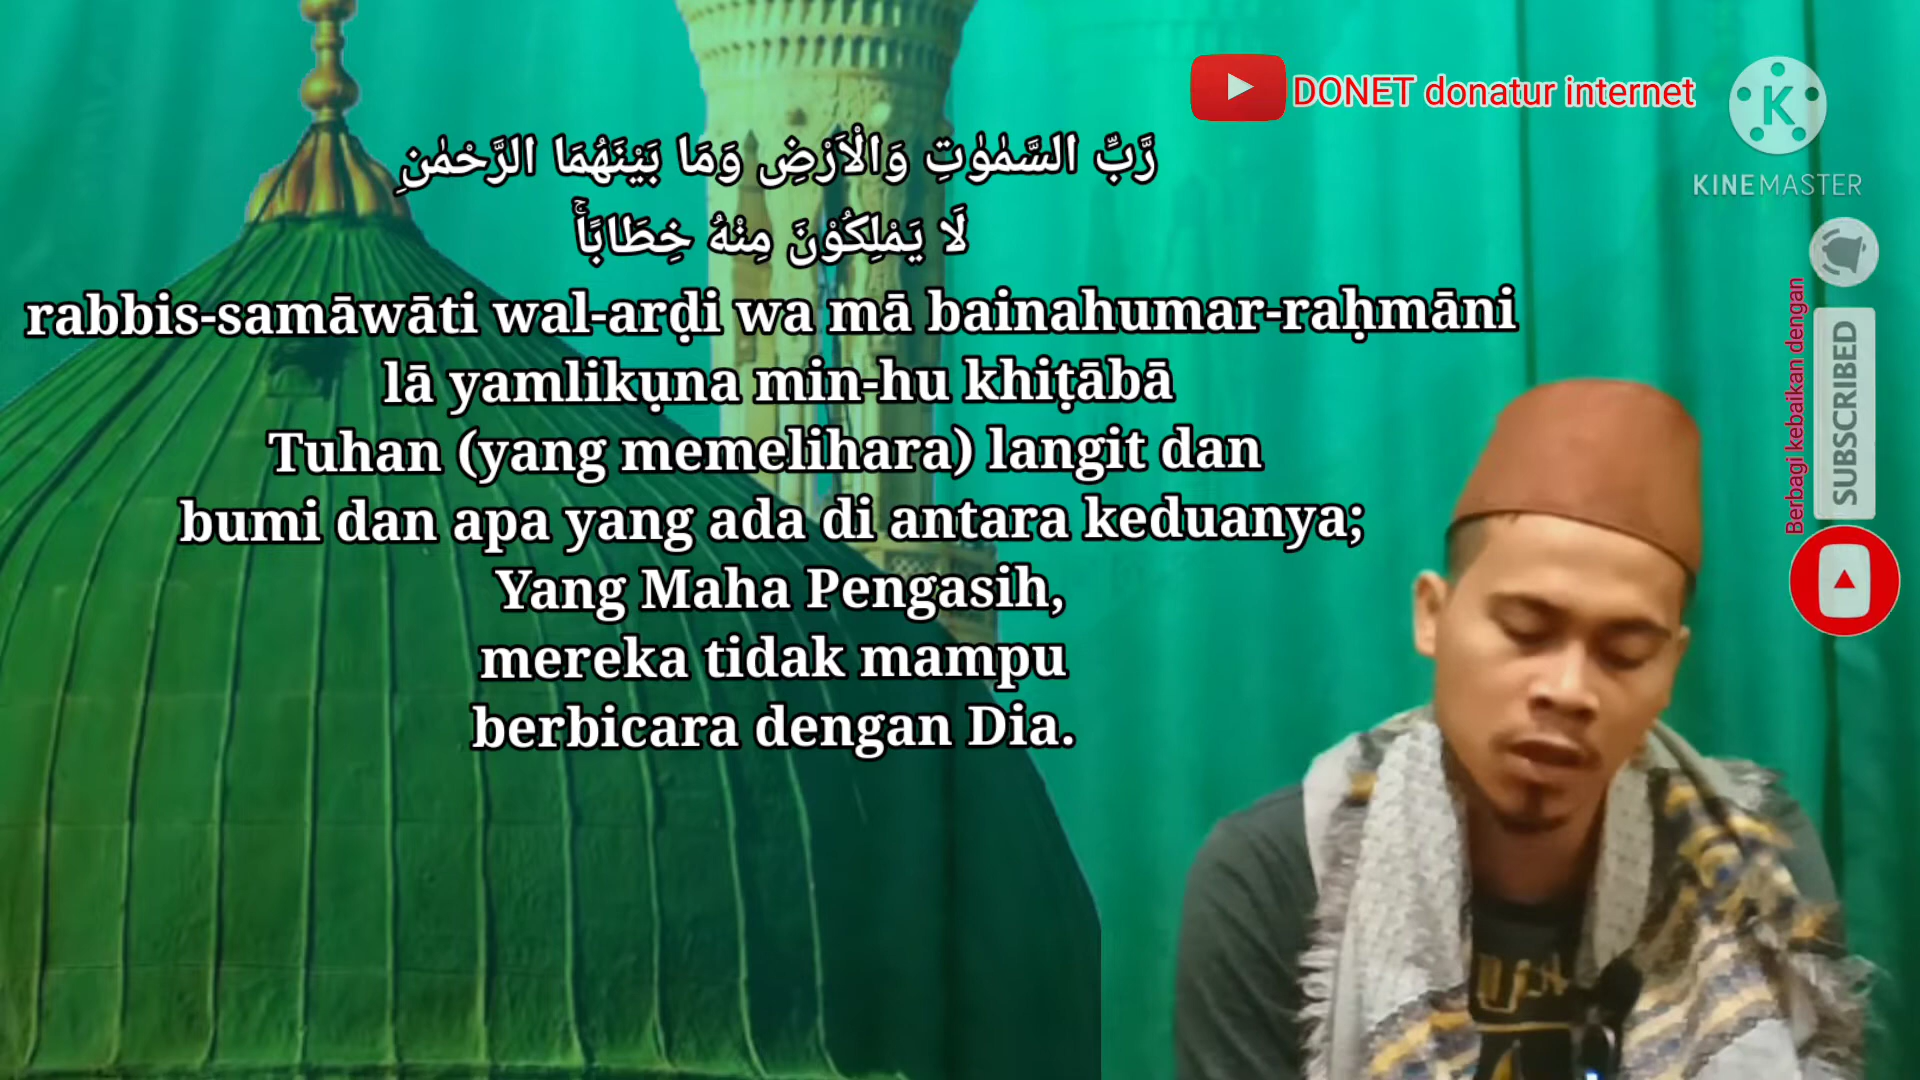 DONET donatur internet
KINEMASTER
رَّبِّ السَّمٰوٰتِ وَالْاَرْضِ وَمَا بَيْنَهُمَا الرَّحْمٰنِ
لَا يَمْلِكُوْنَ مِنْهُ خِطَابًاۚ
rabbis-samāwāti wal-arḍi wa mā bainahumar-raḥmāni
lā yamlikụna min-hu khiṭābā
Tuhan (yang memelihara) langit dan
bumi dan apa yang ada di antara keduanya;
Yang Maha Pengasih,
mereka tidak mampu
berbicara dengan Dia.
Berbagi kebaikan dengan
SUBSCRIBED